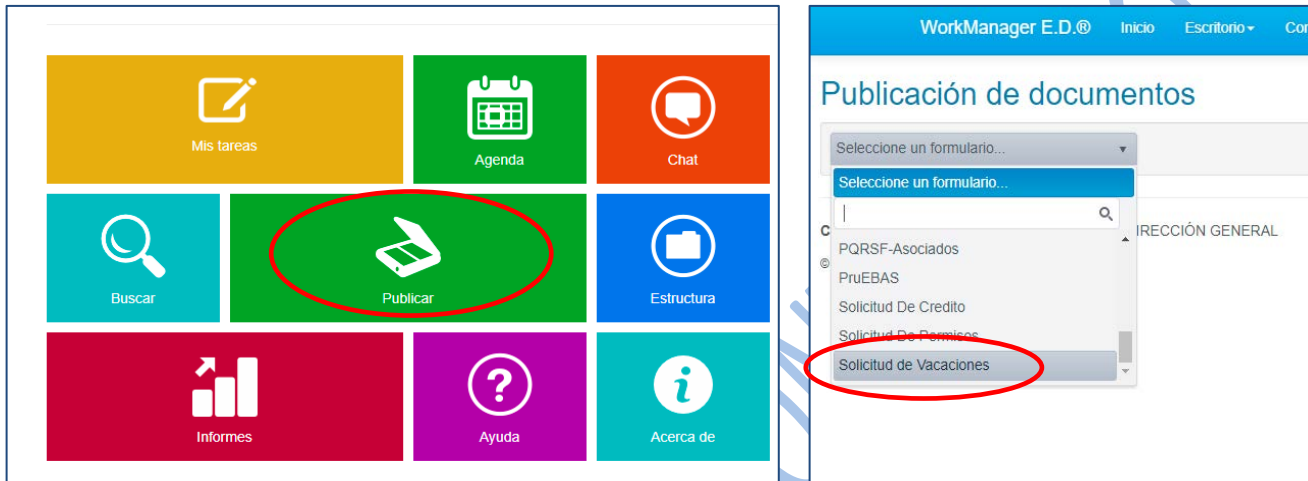 Mis tareas
Agenda
Chat
Buscar
Publicar
Estructura
Informes
Ayuda
Acerca de
WorkManager E.D.® Inicio Escritorio
Publicación de documentos
Seleccione un formulario...
Seleccione un formulario...
PQRSF-Asociados
IRECCIÓN GENERAL
PruEBAS
©
Solicitud De Credito
Solicitud De Permisos
Solicitud de Vacaciones